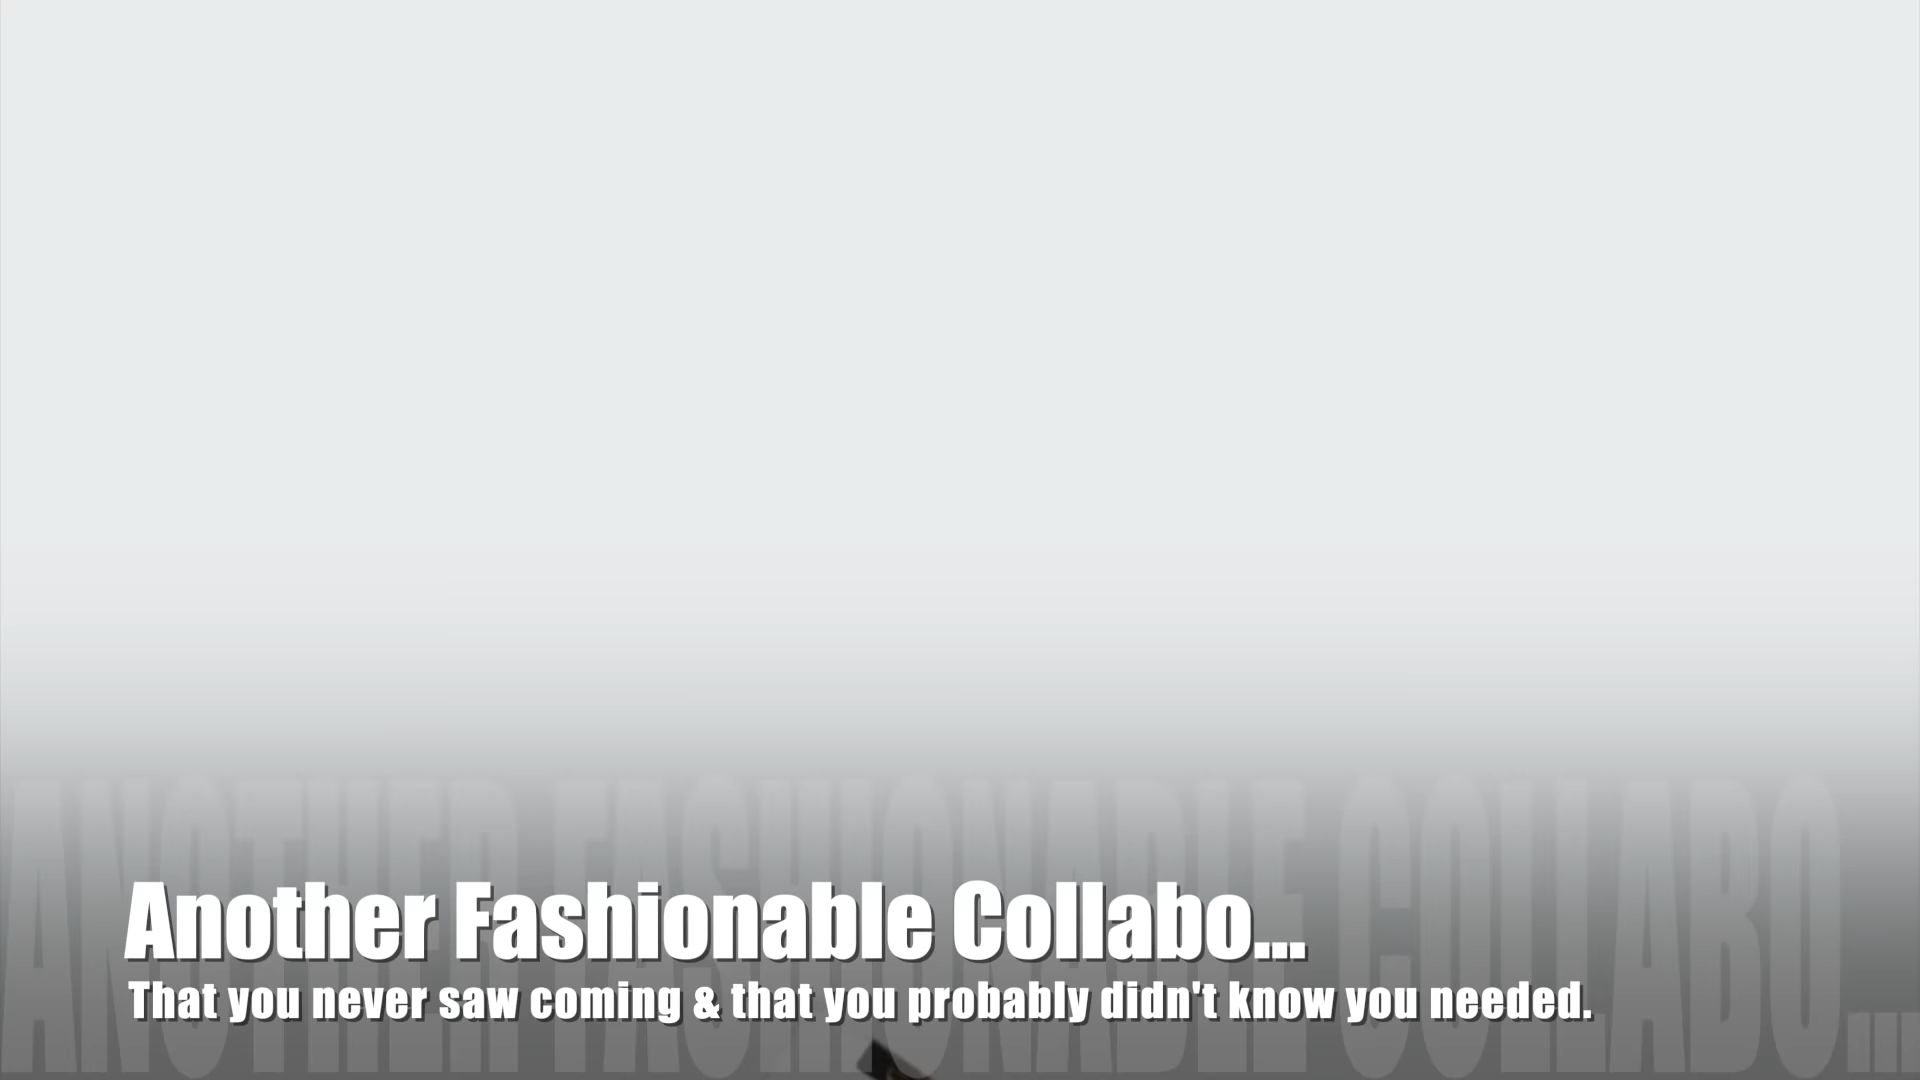 ANOTHER FASHIONABLE COLLABO...
Another Fashionable Collabo...
That you never saw coming & that you probably didn't know you needed.